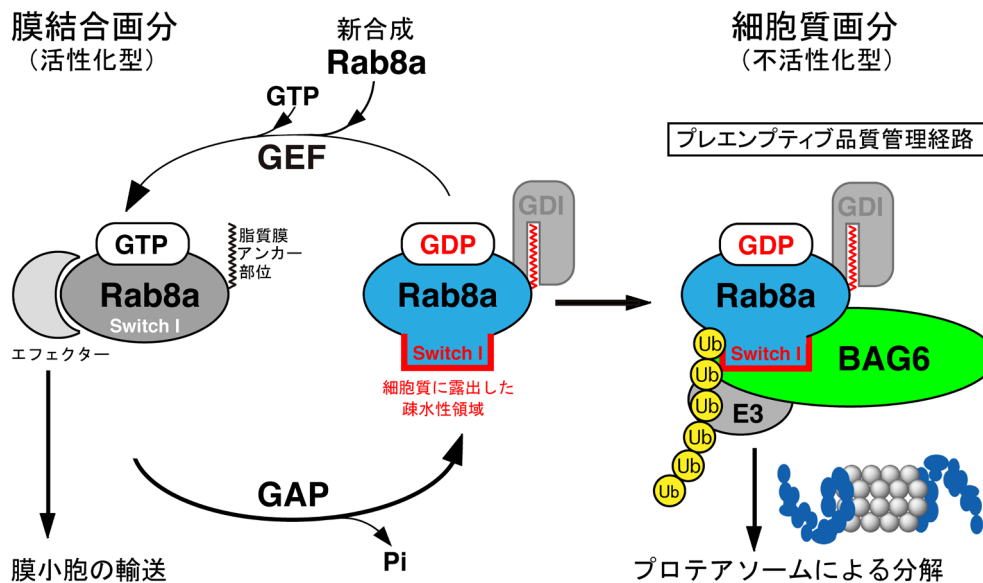 膜結合画分
（活性化型）
新合成
Rab8a
GTP
GEF
細胞質画分
（不活性化型）
プレエンプティブ品質管理経路
GTP
Rab8a
Switch I
脂質膜
アンカー
部位
エフェクター
GDI
GDP
Rab8a
Switch I
細胞質に露出した
疎水性領域
GDI
GDP
Rab8a
Switch I
BAG6
E3
Ub
Ub
Ub
Ub
Ub
Ub
GAP
Pi
膜小胞の輸送
プロテアソームによる分解